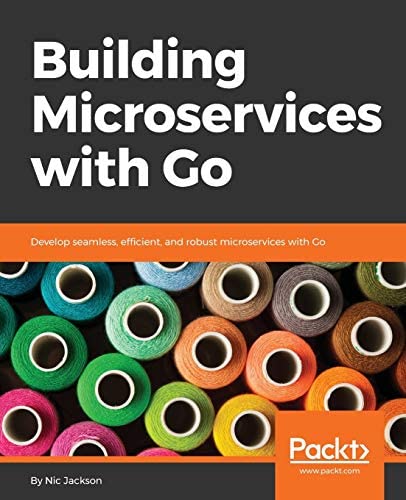 Building
Microservices
with Go
Develop seamless, efficient, and robust microservices with Go
Packt>
www.packt.com
By Nic Jackson